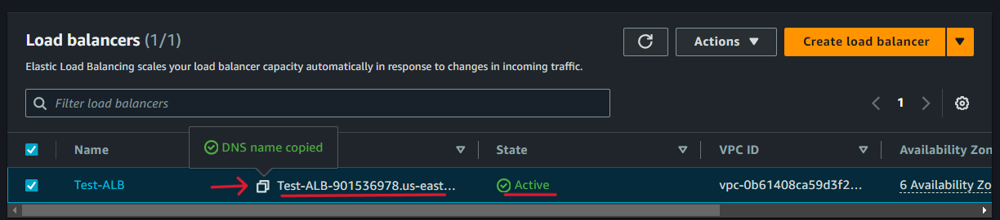 Load balancers (1/1)
Actions
Create load balancer
Elastic Load Balancing scales your load balancer capacity automatically in response to changes in incoming traffic.
Filter load balancers
1
DNS name copied
Name
State
VPC ID
Availability Zon
Test-ALB
Test-ALB-901536978.us-east...
Active
vpc-0b61408ca59d3f2...
6 Availability Zo